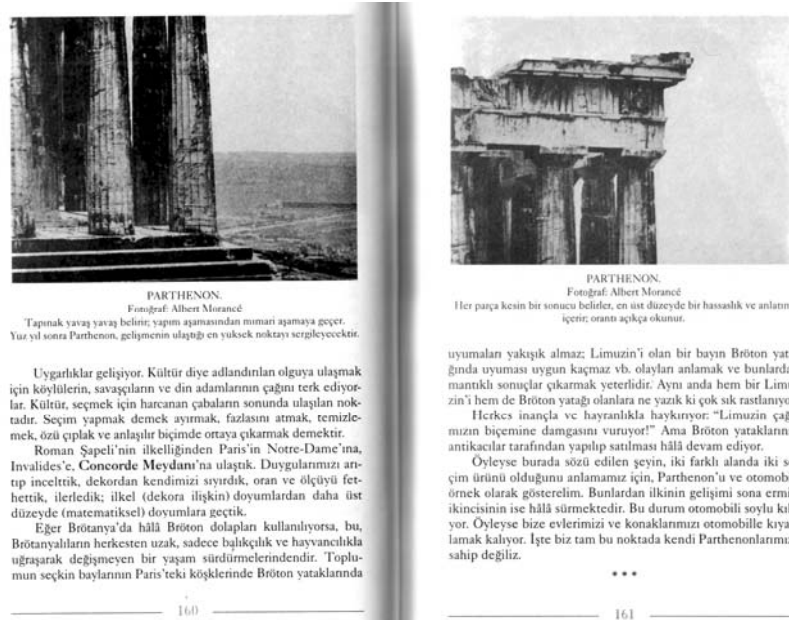 PARTHENON.
Fotoğraf: Albert Morancé
Tapınak yavaş yavaş belirir; yapım aşamasından mimari aşamaya geçer.
Yüz yıl sonra Parthenon, gelişmenin ulaştığı en yüksek noktayı sergileyecektir.
Uygarlıklar gelişiyor. Kültür diye adlandırılan olguya ulaşmak
için köylülerin, savaşçıların ve din adamlarının çağını terk ediyor-
lar. Kültür, seçmek için harcanan çabaların sonunda ulaşılan nok-
tadır. Seçim yapmak demek ayırmak, fazlasını atmak, temizle-
mek, özü çıplak ve anlaşılır biçimde ortaya çıkarmak demektir.
Roman Şapeli'nin ilkelliğinden Paris'in Notre-Dame'ına,
Invalides'e, Concorde Meydanı'na ulaştık. Duygularımızı arı-
tıp incelttik, dekordan kendimizi sıyırdık, oran ve ölçüyü fet-
hettik, ilerledik; ilkel (dekora ilişkin) doyumlardan daha üst
düzeyde (matematiksel) doyumlara geçtik.
Eğer Brötanya'da hâlâ Bröton dolapları kullanılıyorsa, bu,
Brötanyalıların herkesten uzak, sadece balıkçılık ve hayvancılıkla
uğraşarak değişmeyen bir yaşam sürdürmelerindendir. Toplu-
mun seçkin baylarının Paris'teki köşklerinde Bröton yataklarında
160
PARTHENON.
Fotoğraf: Albert Morancé
Her parça kesin bir sonucu belirler, en üst düzeyde bir hassaslık ve anlatım
içerir; orantı açıkça okunur.
uyumaları yakışık almaz; Limuzin'i olan bir bayın Bröton yat
ğında uyuması uygun kaçmaz vb. olayları anlamak ve bunlarda
mantıklı sonuçlar çıkarmak yeterlidir. Aynı anda hem bir Lim
zin'i hem de Bröton yatağı olanlara ne yazık ki çok sık rastlanıyo
Herkes inançla ve hayranlıkla haykırıyor: "Limuzin çağ
mızın biçemine damgasını vuruyor!" Ama Bröton yatakların
antikacılar tarafından yapılıp satılması hâlâ devam ediyor.
Öyleyse burada sözü edilen şeyin, iki farklı alanda iki s
çim ürünü olduğunu anlamamız için, Parthenon'u ve otomob
örnek olarak gösterelim. Bunlardan ilkinin gelişimi sona ermi
ikincisinin ise hâlâ sürmektedir. Bu durum otomobili soylu kıl
yor. Öyleyse bize evlerimizi ve konaklarımızı otomobille kıya
lamak kalıyor. İşte biz tam bu noktada kendi Parthenonlarımız
sahip değiliz.
* * *
161